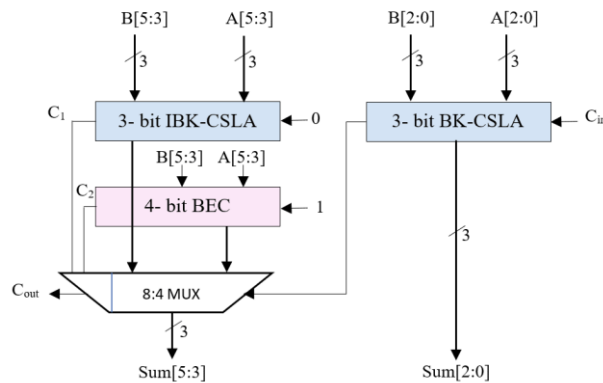 B[5:3] A[5:3] B[2:0] A[2:0]
3 3 3 3
C1 3- bit IBK-CSLA 0 3- bit BK-CSLA Cin
B[5:3] A[5:3]
C2 4- bit BEC 1
3
Cout 8:4 MUX
3
Sum[5:3] Sum[2:0]